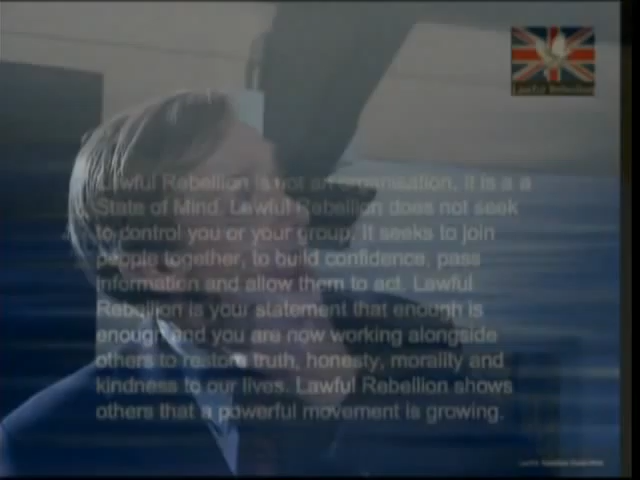 Lawful Rebellion is not an organisation, it is a a
State of Mind. Lawful Rebellion does not seek
to control you or your group. It seeks to join
people together, to build confidence, pass
information and allow them to act. Lawful
Rebellion is your statement that enough is
enough and you are now working alongside
others to restore truth, honesty, morality and
kindness to our lives. Lawful Rebellion shows
others that a powerful movement is growing.